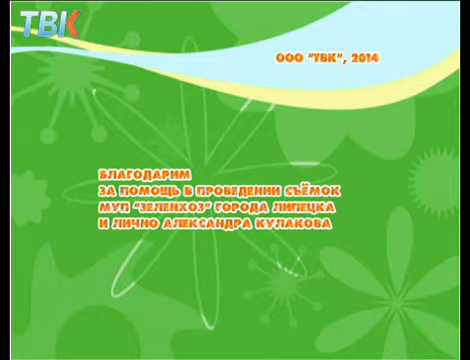 ТВК
ООО "ТВК", 2014
БЛАГОДАРИМ
ЗА ПОМОЩЬ В ПРОВЕДЕНИИ СЪЁМОК
МУП "ЗЕЛЕНХОЗ" ГОРОДА ЛИПЕЦКА
И ЛИЧНО АЛЕКСАНДРА КУЛАКОВА